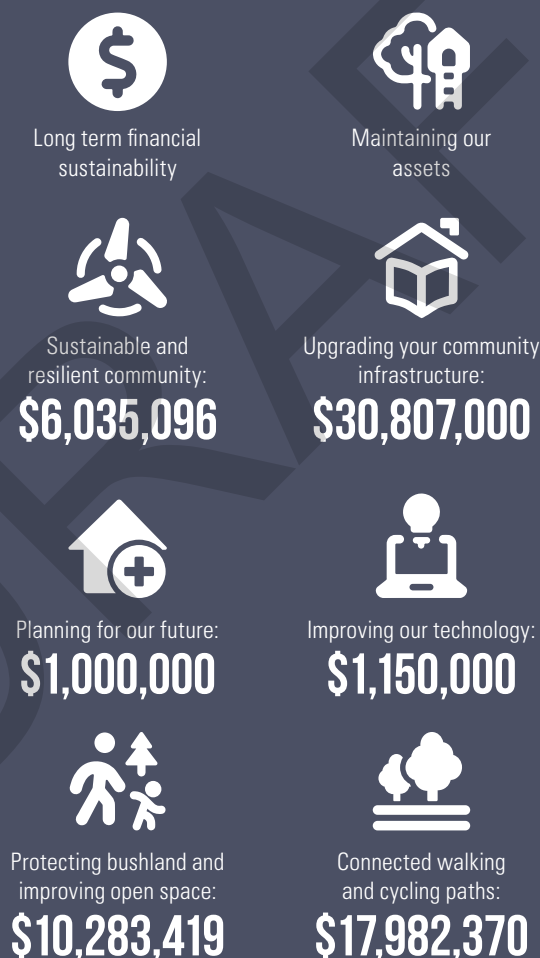 Long term financial
sustainability
Maintaining our
assets
Sustainable and
resilient community:
$6,035,096
Upgrading your community
infrastructure:
$30,807,000
Planning for our future:
$1,000,000
Improving our technology:
$1,150,000
Protecting bushland and
improving open space:
$10,283,419
Connected walking
and cycling paths:
$17,982,370